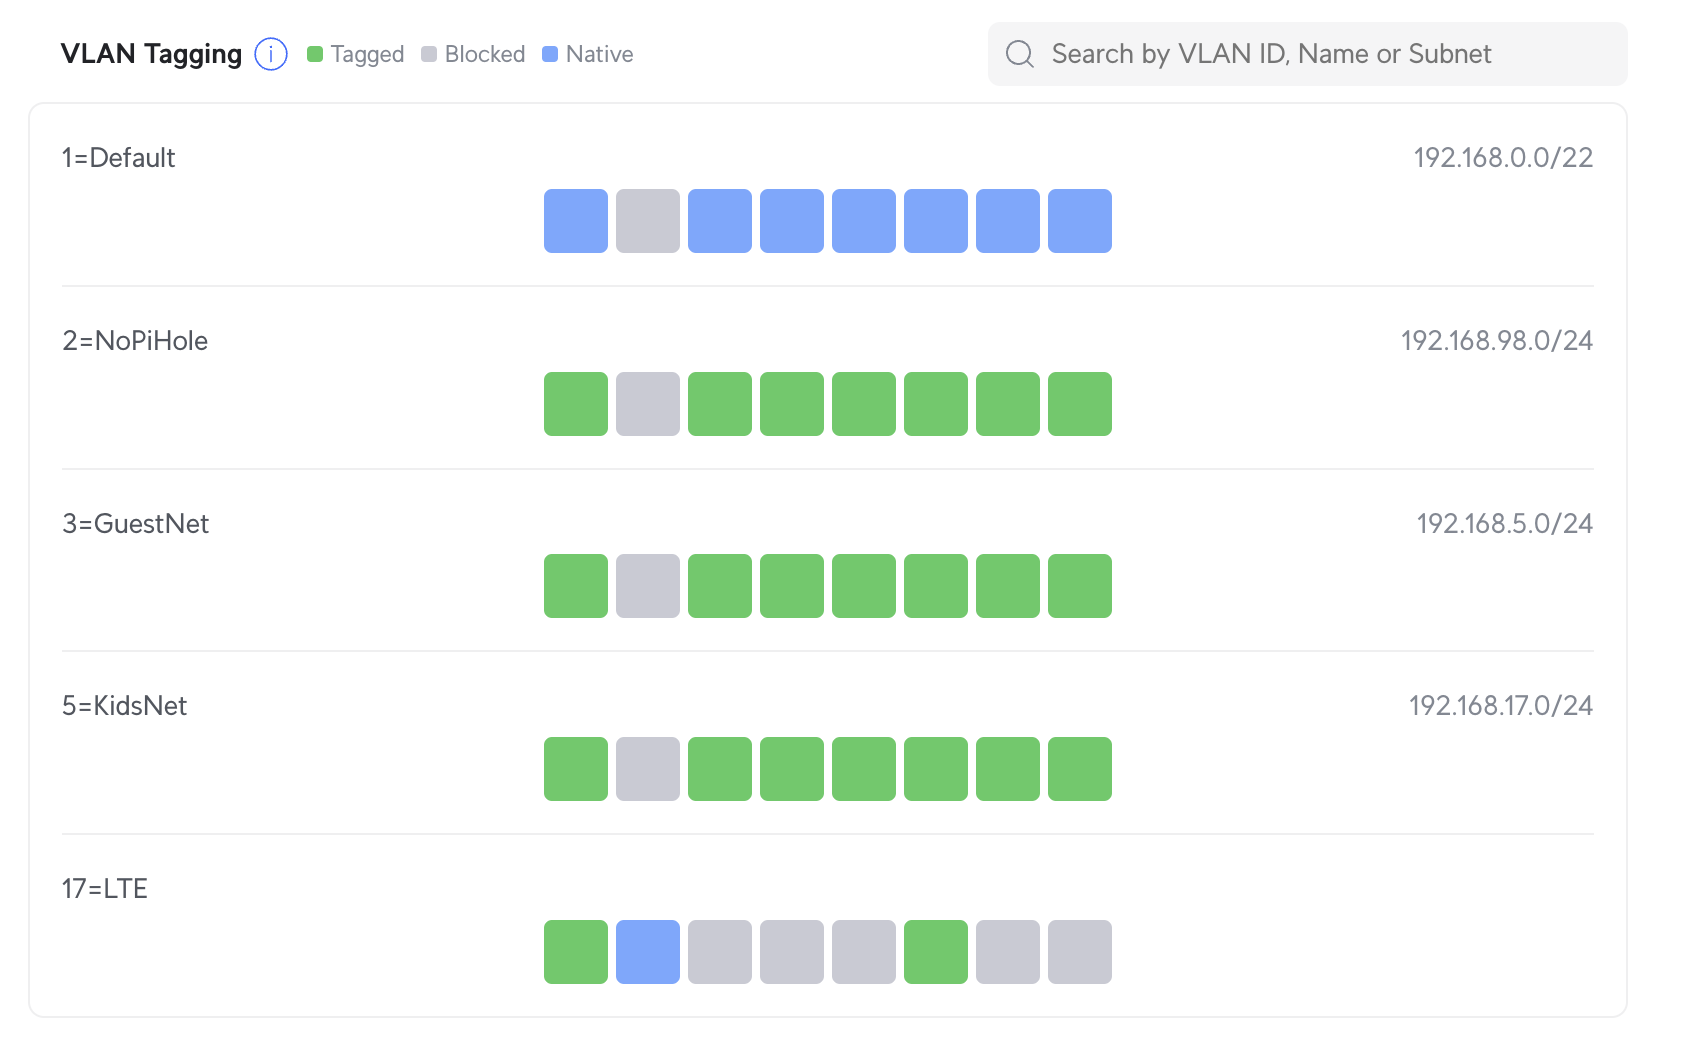 VLAN Tagging i Tagged Blocked Native Search by VLAN ID, Name or Subnet
1=Default 192.168.0.0/22
2=NoPiHole 192.168.98.0/24
3=GuestNet 192.168.5.0/24
5=KidsNet 192.168.17.0/24
17=LTE